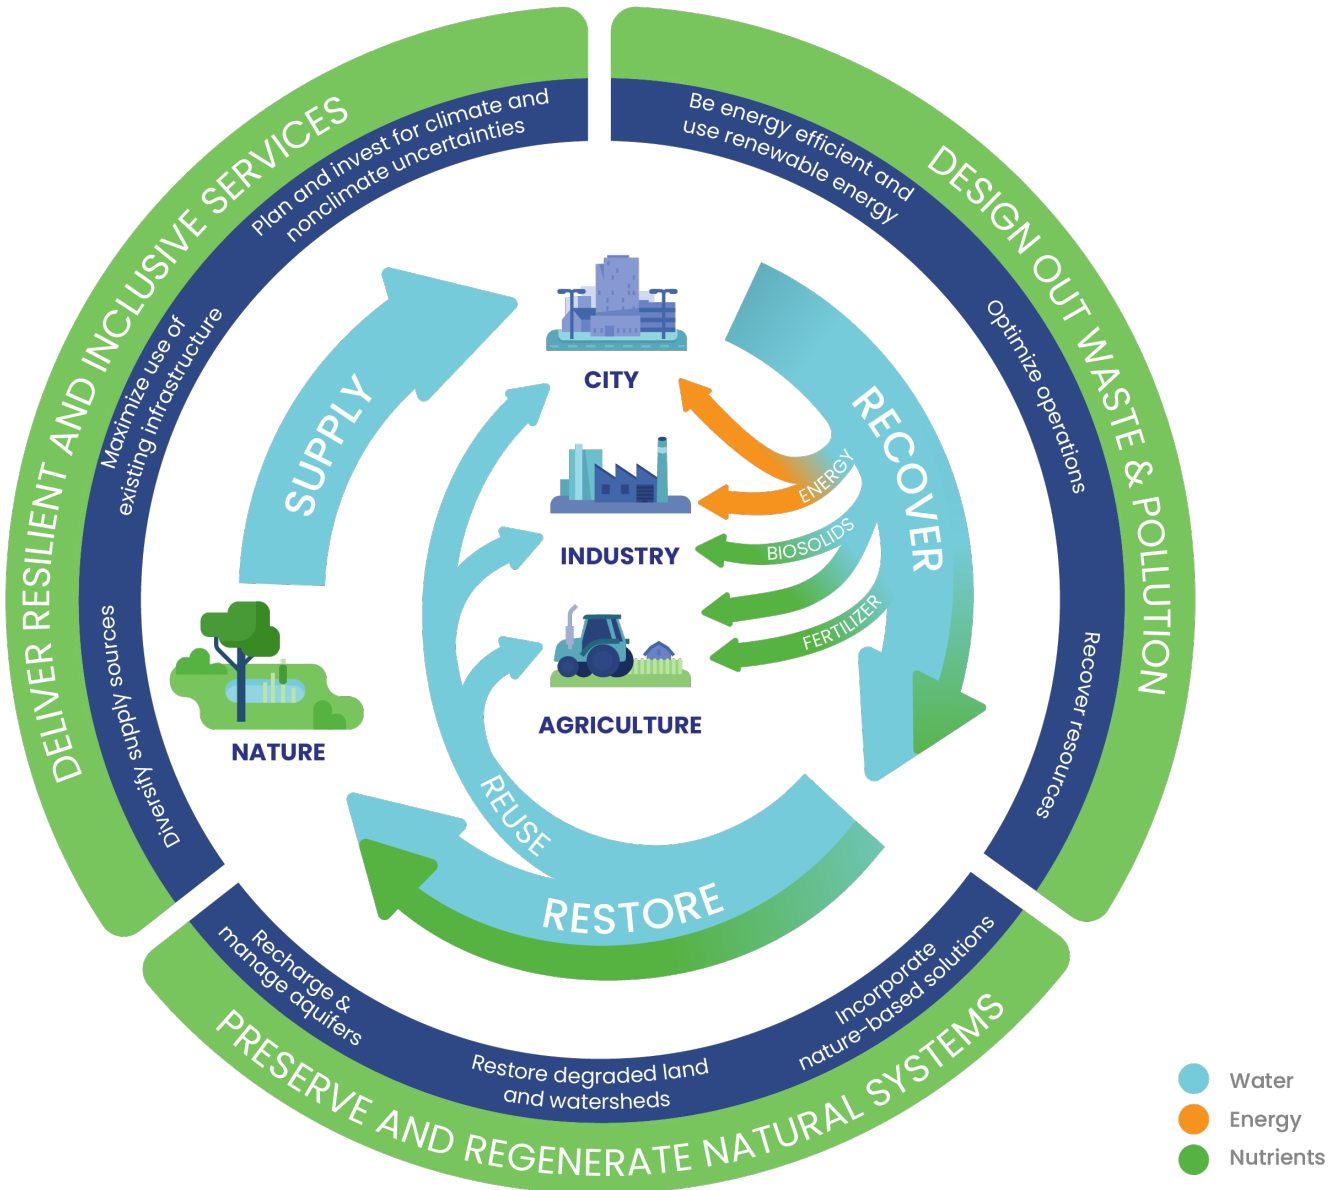 DELIVER RESILIENT AND INCLUSIVE SERVICES
Plan and invest for climate and
nonclimate uncertainties
Maximize use of
existing infrastructure
Diversify supply sources
DESIGN OUT WASTE & POLLUTION
Be energy efficient and
use renewable energy
Optimize operations
Recover resources
PRESERVE AND REGENERATE NATURAL SYSTEMS
Recharge &
manage aquifers
Restore degraded land
and watersheds
Incorporate
nature-based solutions
SUPPLY
RECOVER
RESTORE
REUSE
CITY
INDUSTRY
AGRICULTURE
NATURE
ENERGY
BIOSOLIDS
FERTILIZER
Water
Energy
Nutrients